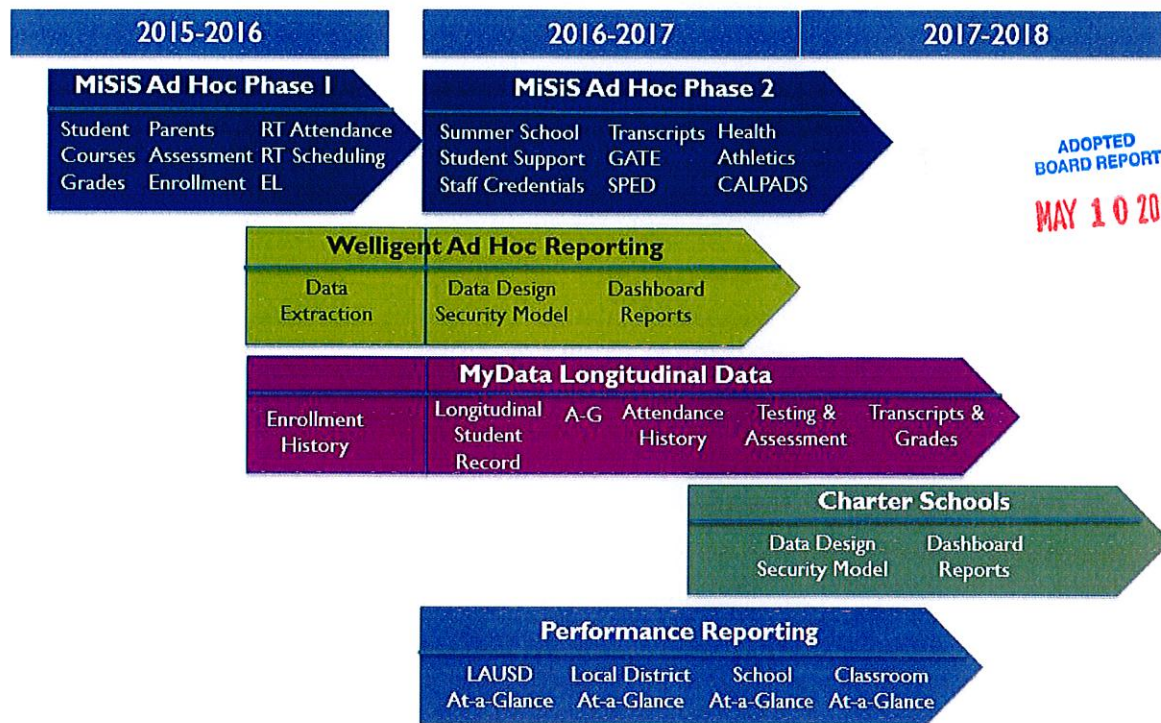 2015-2016
2016-2017
2017-2018
MiSiS Ad Hoc Phase 1
Student Parents RT Attendance
Courses Assessment RT Scheduling
Grades Enrollment EL
MiSiS Ad Hoc Phase 2
Summer School Transcripts Health
Student Support GATE Athletics
Staff Credentials SPED CALPADS
ADOPTED
BOARD REPORT
MAY 10 20
Welligent Ad Hoc Reporting
Data
Extraction
Data Design
Security Model
Dashboard
Reports
MyData Longitudinal Data
Enrollment
History
Longitudinal
Student
Record
A-G
Attendance
History
Testing &
Assessment
Transcripts &
Grades
Charter Schools
Data Design
Security Model
Dashboard
Reports
Performance Reporting
LAUSD
At-a-Glance
Local District
At-a-Glance
School
At-a-Glance
Classroom
At-a-Glance